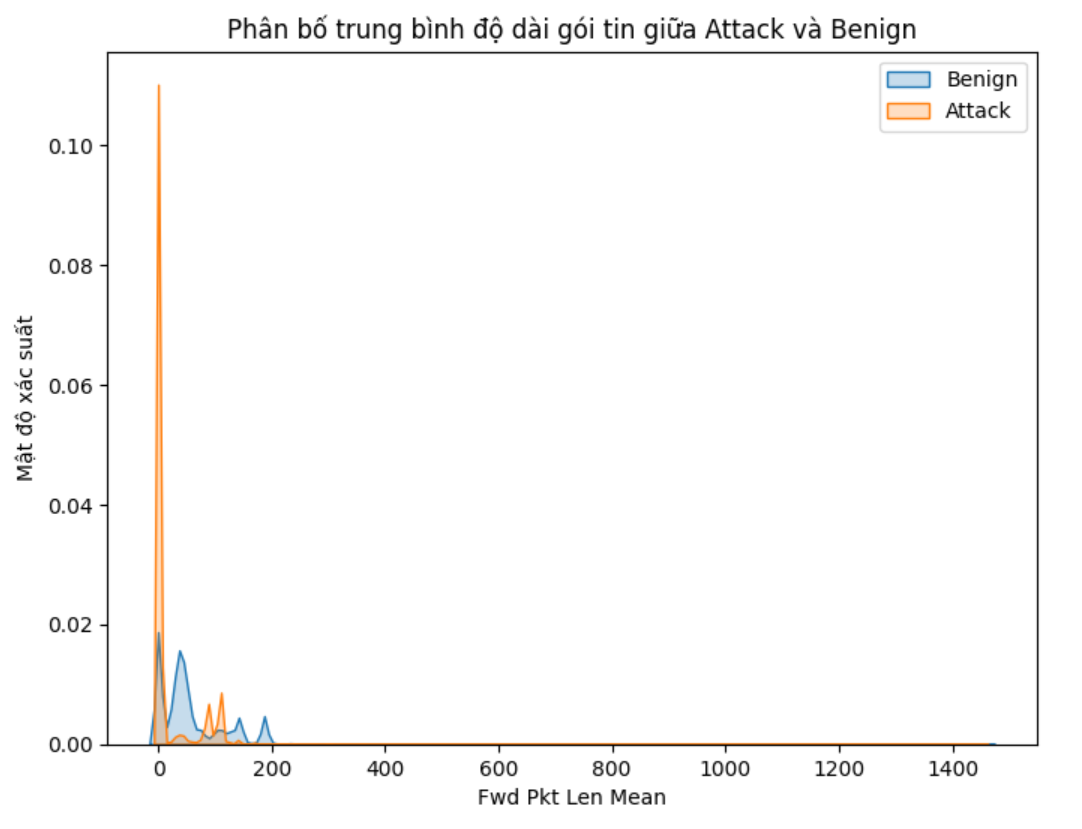 Phân bố trung bình độ dài gói tin giữa Attack và Benign
Benign
Attack
0.10
0.08
0.06
0.04
0.02
0.00
Mật độ xác suất
0 200 400 600 800 1000 1200 1400
Fwd Pkt Len Mean